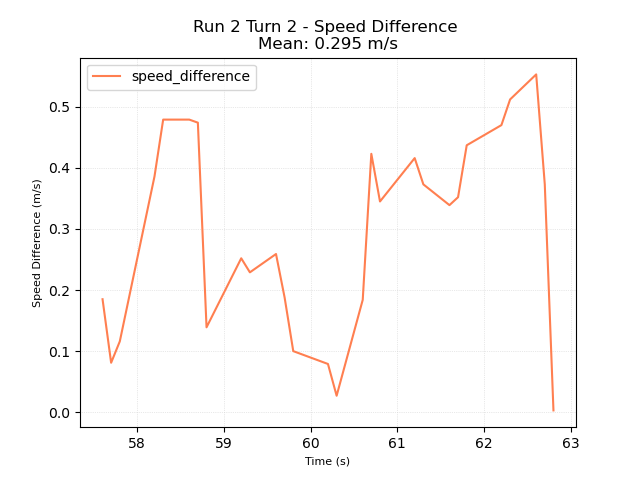 Run 2 Turn 2 - Speed Difference
Mean: 0.295 m/s
speed_difference
Speed Difference (m/s)
0.5
0.4
0.3
0.2
0.1
0.0
58
59
60
61
62
63
Time (s)